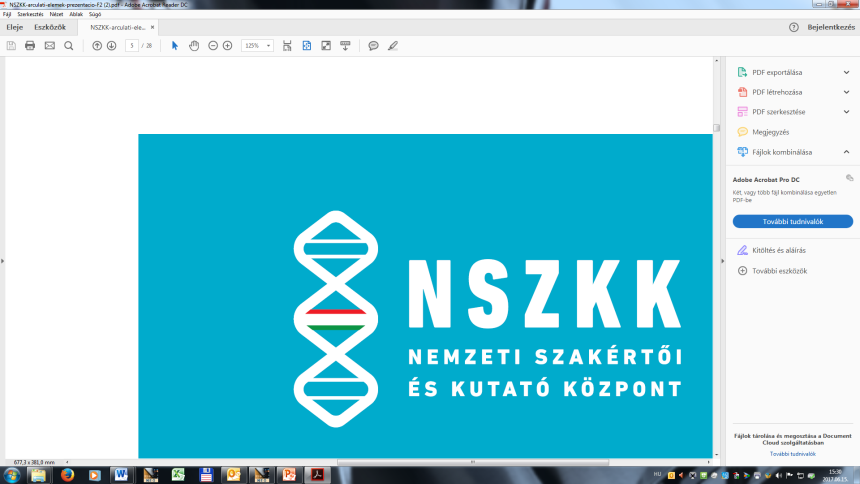 NSZKK-arculati-elemek-prezentacio-F2 (2).pdf - Adobe Acrobat Reader DC
Fájl Szerkesztés Nézet Ablak Súgó
Eleje Eszközök NSZKK-arculati-ele... × Bejelentkezés
5 / 28 125%
PDF exportálása
PDF létrehozása
PDF szerkesztése
Megjegyzés
Fájlok kombinálása
Adobe Acrobat Pro DC
Két, vagy több fájl kombinálása egyetlen
PDF-be
További tudnivalók
Kitöltés és aláírás
További eszközök
NSZKK
NEMZETI SZAKÉRTŐI
ÉS KUTATÓ KÖZPONT
Fájlok tárolása és megosztása a Document
Cloud szolgáltatásban
További tudnivalók
677,3 x 381,0 mm
HU
15:38
2017.06.15.